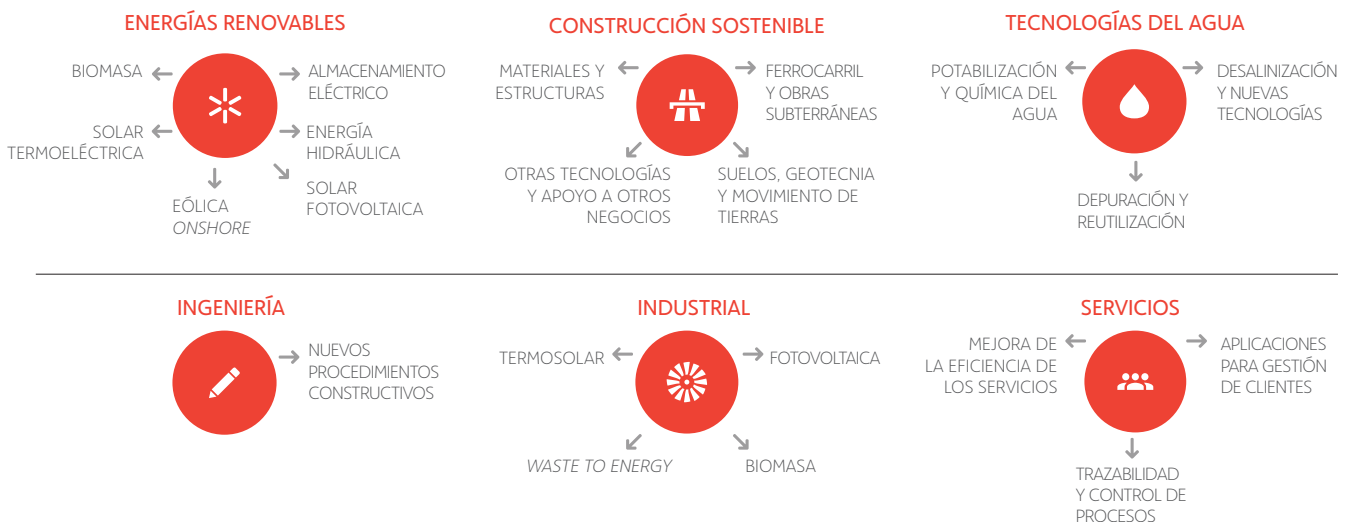 ENERGÍAS RENOVABLES
BIOMASA
ALMACENAMIENTO
ELÉCTRICO
SOLAR
TERMOELÉCTRICA
ENERGÍA
HIDRÁULICA
EÓLICA
ONSHORE
SOLAR
FOTOVOLTAICA
CONSTRUCCIÓN SOSTENIBLE
MATERIALES Y
ESTRUCTURAS
FERROCARRIL
Y OBRAS
SUBTERRÁNEAS
OTRAS TECNOLOGÍAS
Y APOYO A OTROS
NEGOCIOS
SUELOS, GEOTECNIA
Y MOVIMIENTO DE
TIERRAS
TECNOLOGÍAS DEL AGUA
POTABILIZACIÓN
Y QUÍMICA DEL
AGUA
DESALINIZACIÓN
Y NUEVAS
TECNOLOGÍAS
DEPURACIÓN Y
REUTILIZACIÓN
INGENIERÍA
NUEVOS
PROCEDIMIENTOS
CONSTRUCTIVOS
INDUSTRIAL
TERMOSOLAR
FOTOVOLTAICA
WASTE TO ENERGY
BIOMASA
SERVICIOS
MEJORA DE
LA EFICIENCIA DE
LOS SERVICIOS
APLICACIONES
PARA GESTIÓN
DE CLIENTES
TRAZABILIDAD
Y CONTROL DE
PROCESOS